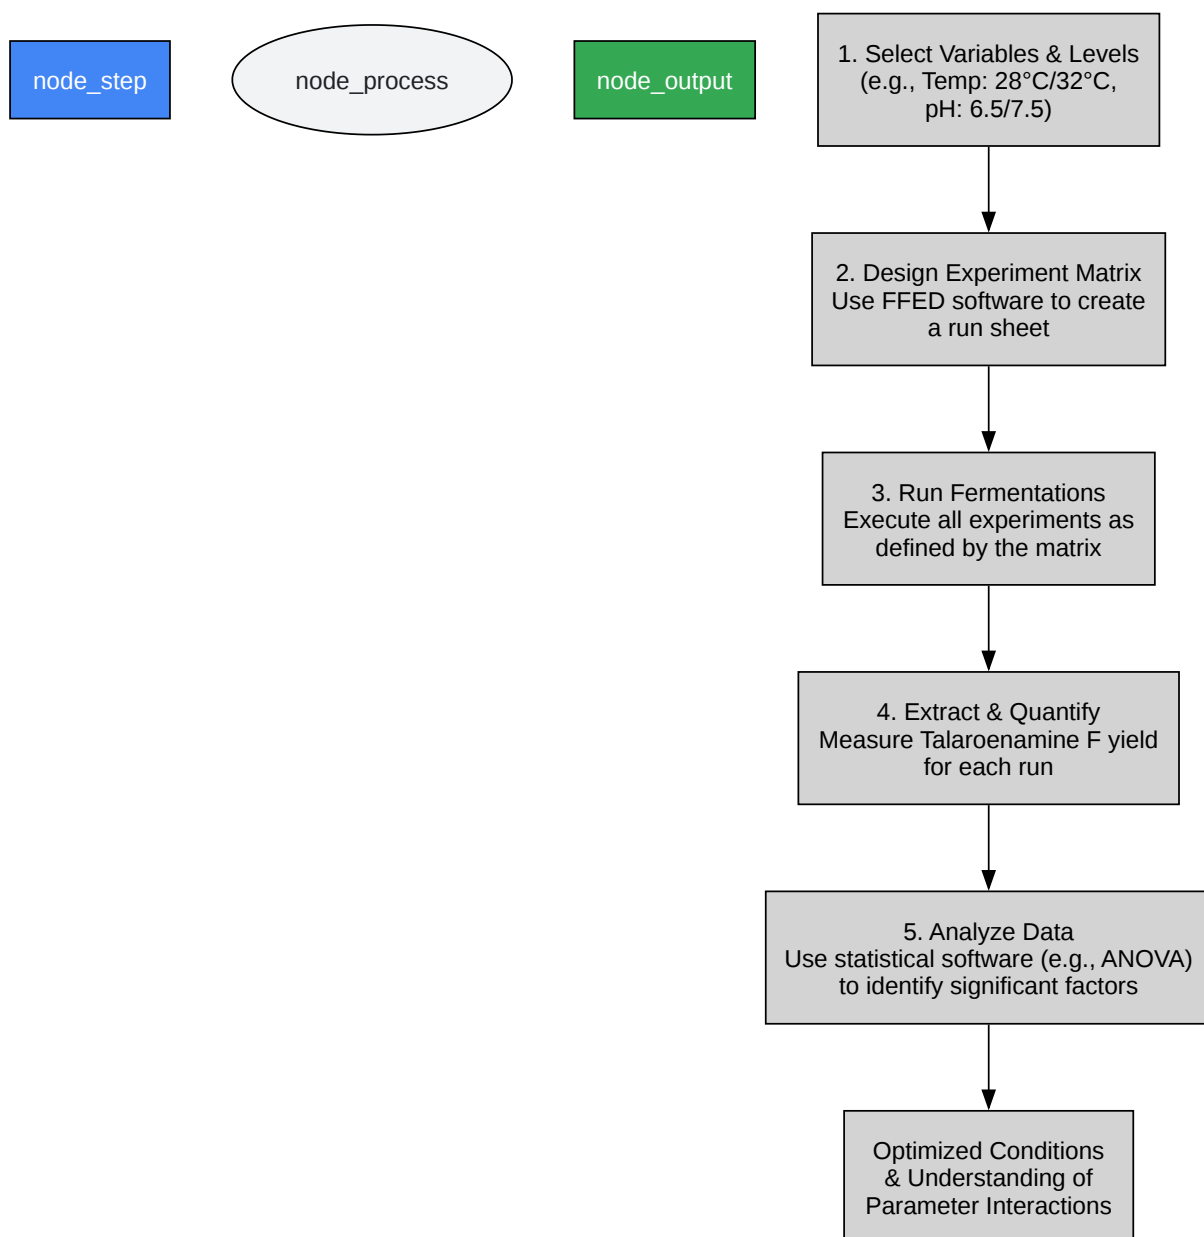 node_step
node_process
node_output
1. Select Variables & Levels
(e.g., Temp: 28°C/32°C,
pH: 6.5/7.5)
2. Design Experiment Matrix
Use FFED software to create
a run sheet
3. Run Fermentations
Execute all experiments as
defined by the matrix
4. Extract & Quantify
Measure Talaroenamine F yield
for each run
5. Analyze Data
Use statistical software (e.g., ANOVA)
to identify significant factors
Optimized Conditions
& Understanding of
Parameter Interactions